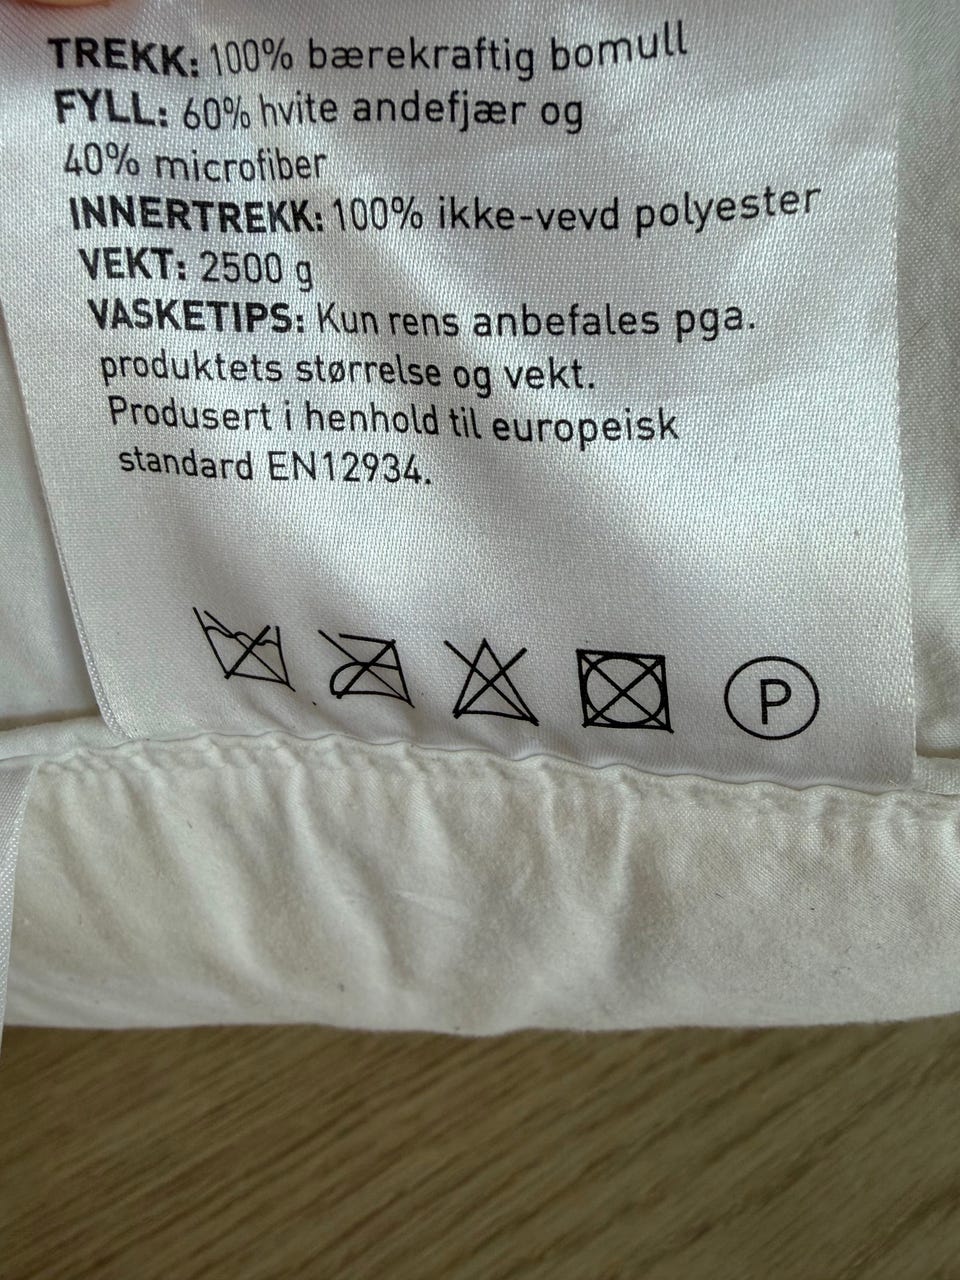 TREKK: 100% bærekraftig bomull
FYLL: 60% hvite andefjær og
40% microfiber
INNERTREKK: 100% ikke-vevd polyester
VEKT: 2500 g
VASKETIPS: Kun rens anbefales pga.
produktets størrelse og vekt.
Produsert i henhold til europeisk
standard EN12934.
P